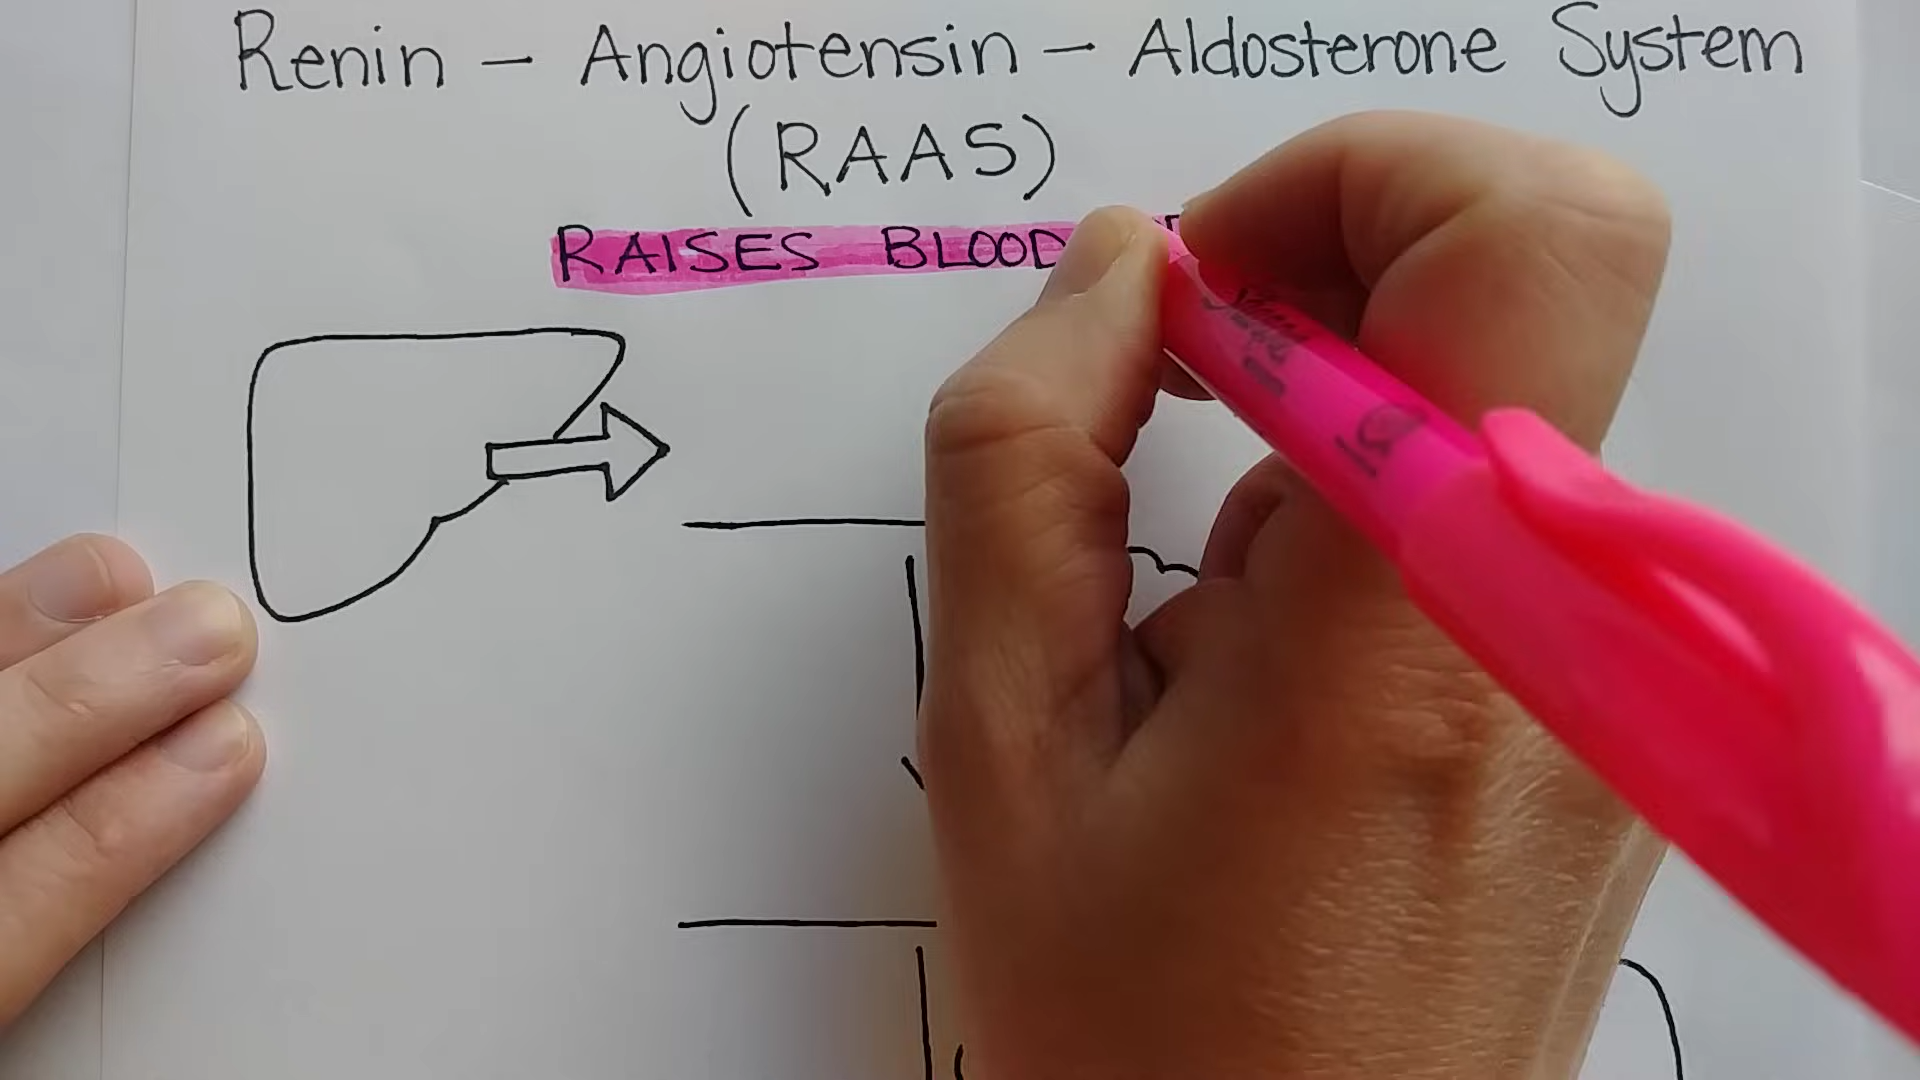 Renin – Angiotensin – Aldosterone System
(RAAS)
RAISES BLOOD